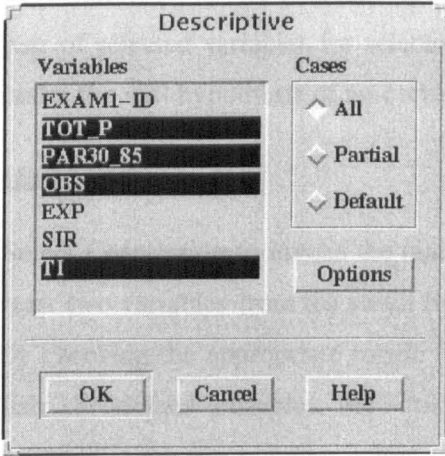 Descriptive
Variables
EXAM1-ID
TOT_P
PAR30_85
OBS
EXP
SIR
TI
Cases
All
Partial
Default
Options
OK
Cancel
Help